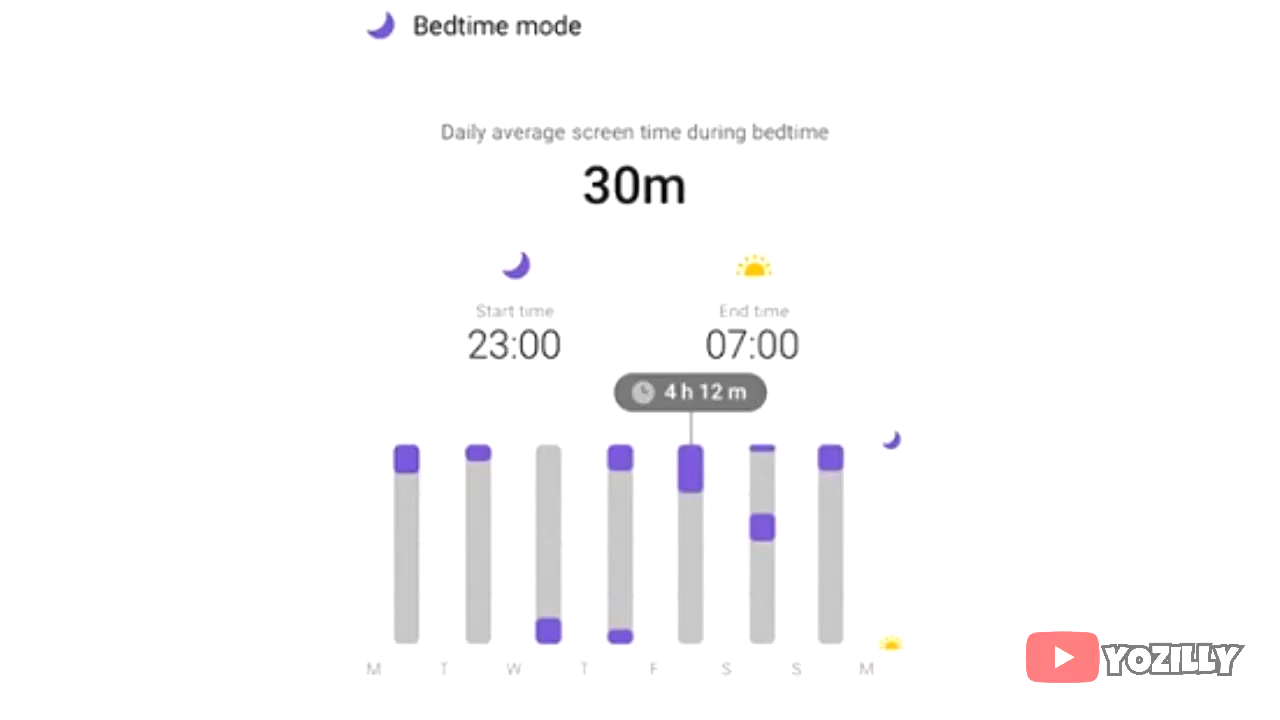 Bedtime mode
Daily average screen time during bedtime
30m
Start time
23:00
End time
07:00
4 h 12 m
M T W T F S S M
YOZILLY